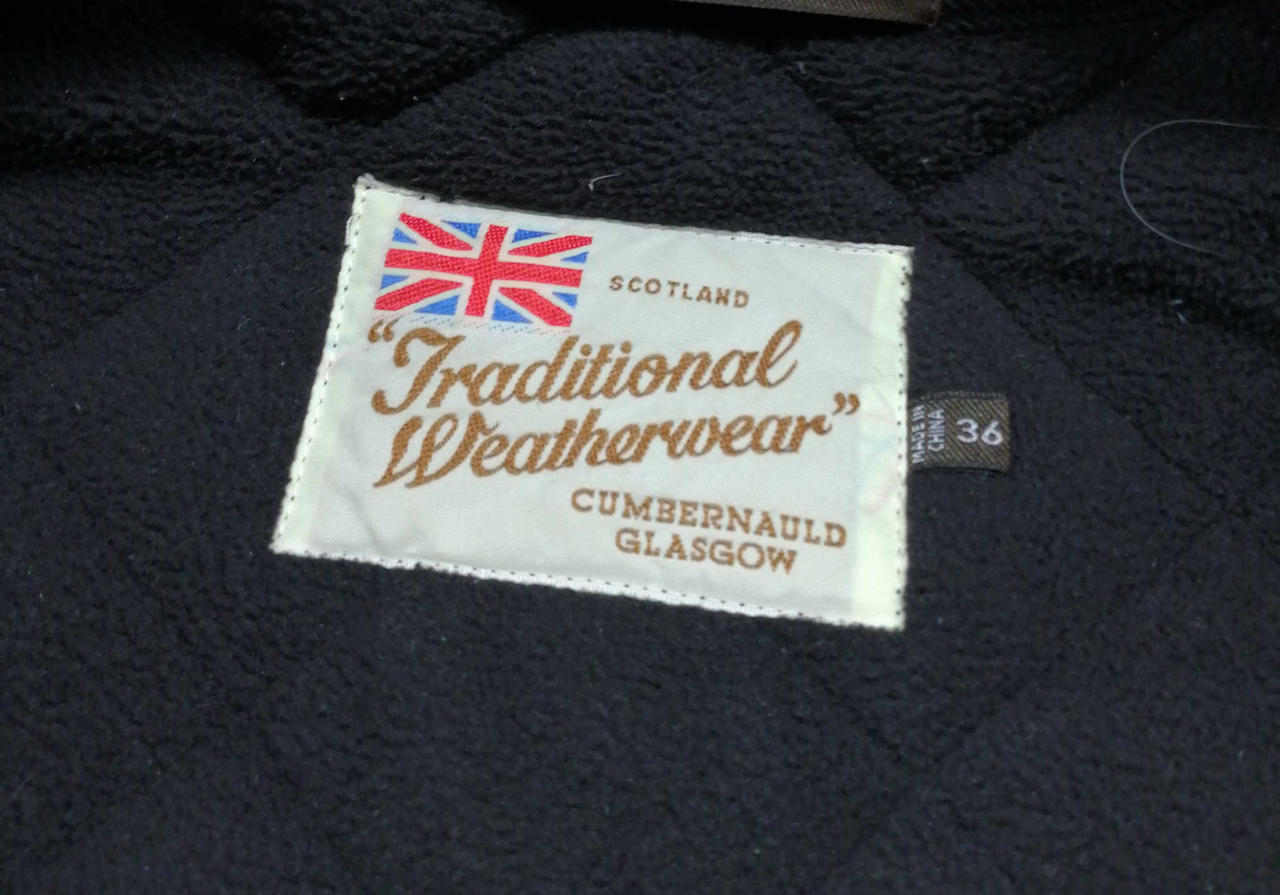 SCOTLAND
“Traditional
Weatherwear”
CUMBERNAULD
GLASGOW
MADE IN
CHINA
36